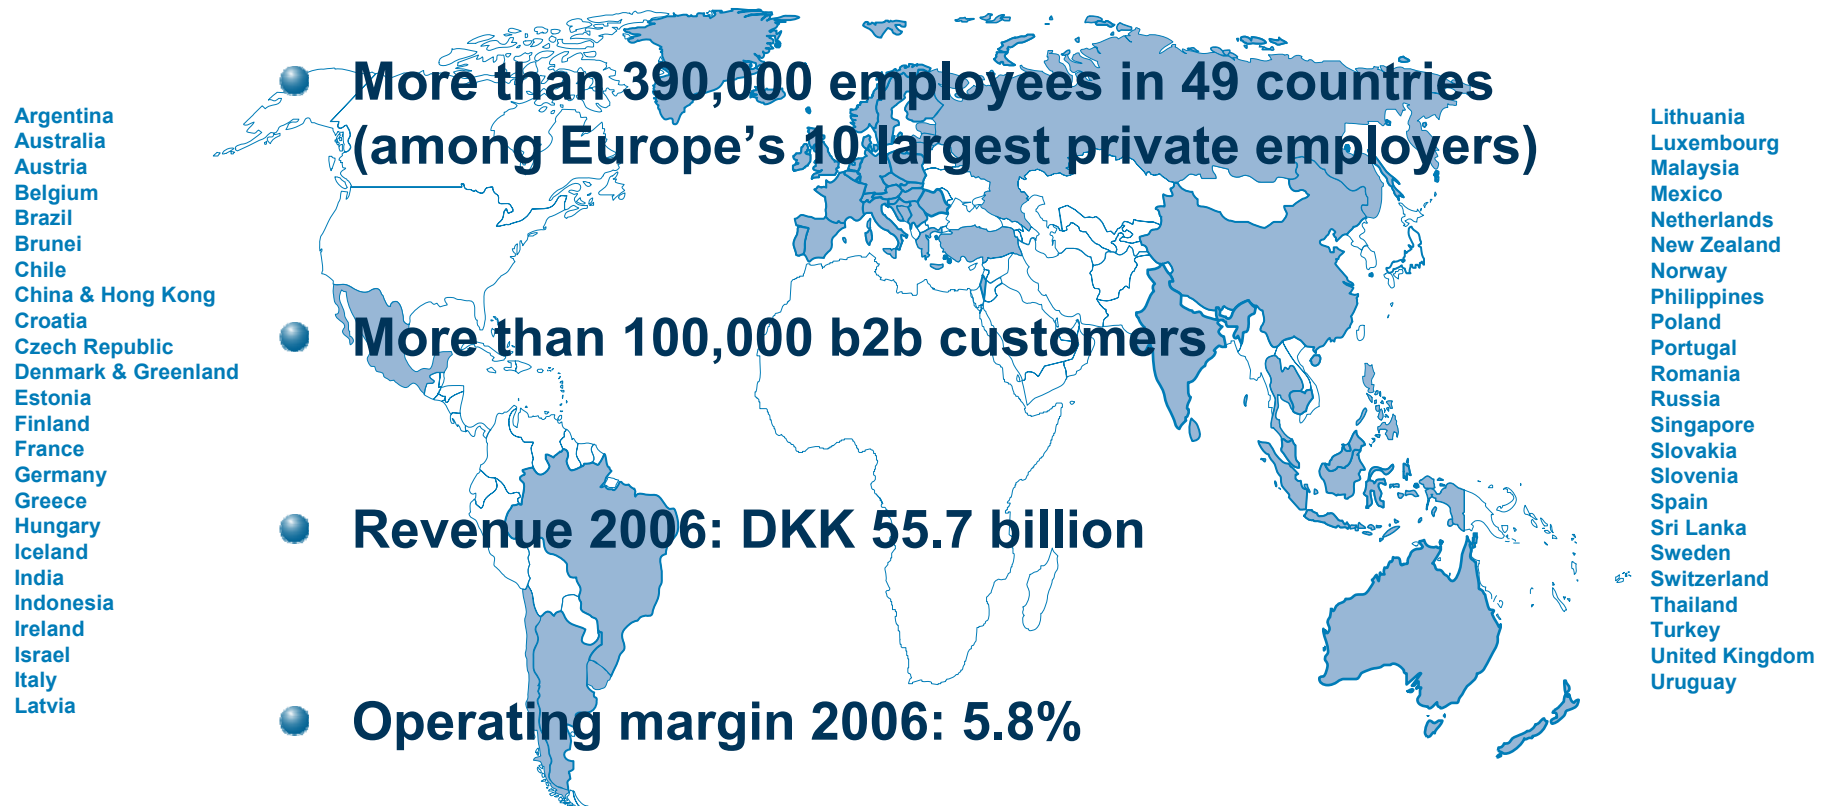 More than 390,000 employees in 49 countries
(among Europe’s 10 largest private employers)
More than 100,000 b2b customers
Revenue 2006: DKK 55.7 billion
Operating margin 2006: 5.8%
Argentina
Australia
Austria
Belgium
Brazil
Brunei
Chile
China & Hong Kong
Croatia
Czech Republic
Denmark & Greenland
Estonia
Finland
France
Germany
Greece
Hungary
Iceland
India
Indonesia
Ireland
Israel
Italy
Latvia
Lithuania
Luxembourg
Malaysia
Mexico
Netherlands
New Zealand
Norway
Philippines
Poland
Portugal
Romania
Russia
Singapore
Slovakia
Slovenia
Spain
Sri Lanka
Sweden
Switzerland
Thailand
Turkey
United Kingdom
Uruguay